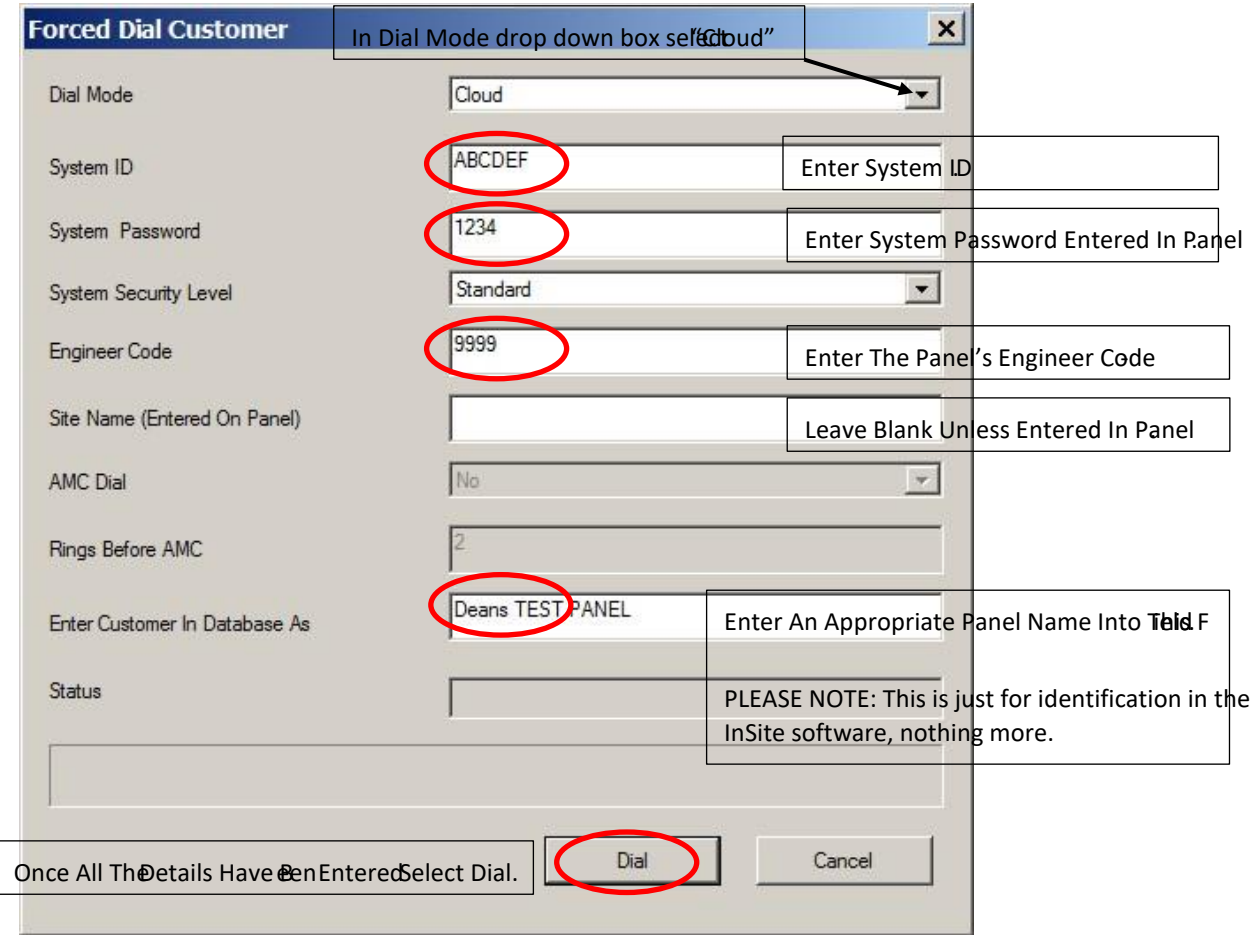 Forced Dial Customer
In Dial Mode drop down box select “Cloud”
Dial Mode
Cloud
System ID
ABCDEF
Enter System ID.
System Password
1234
Enter System Password Entered In Panel.
System Security Level
Standard
Engineer Code
9999
Enter The Panel’s Engineer Code.
Site Name (Entered On Panel)
Leave Blank Unless Entered In Panel.
AMC Dial
No
Rings Before AMC
2
Enter Customer In Database As
Deans TEST PANEL
Enter An Appropriate Panel Name Into This Field.
Status
PLEASE NOTE: This is just for identification in the
InSite software, nothing more.
Once All The Details Have Been Entered Select Dial.
Dial
Cancel